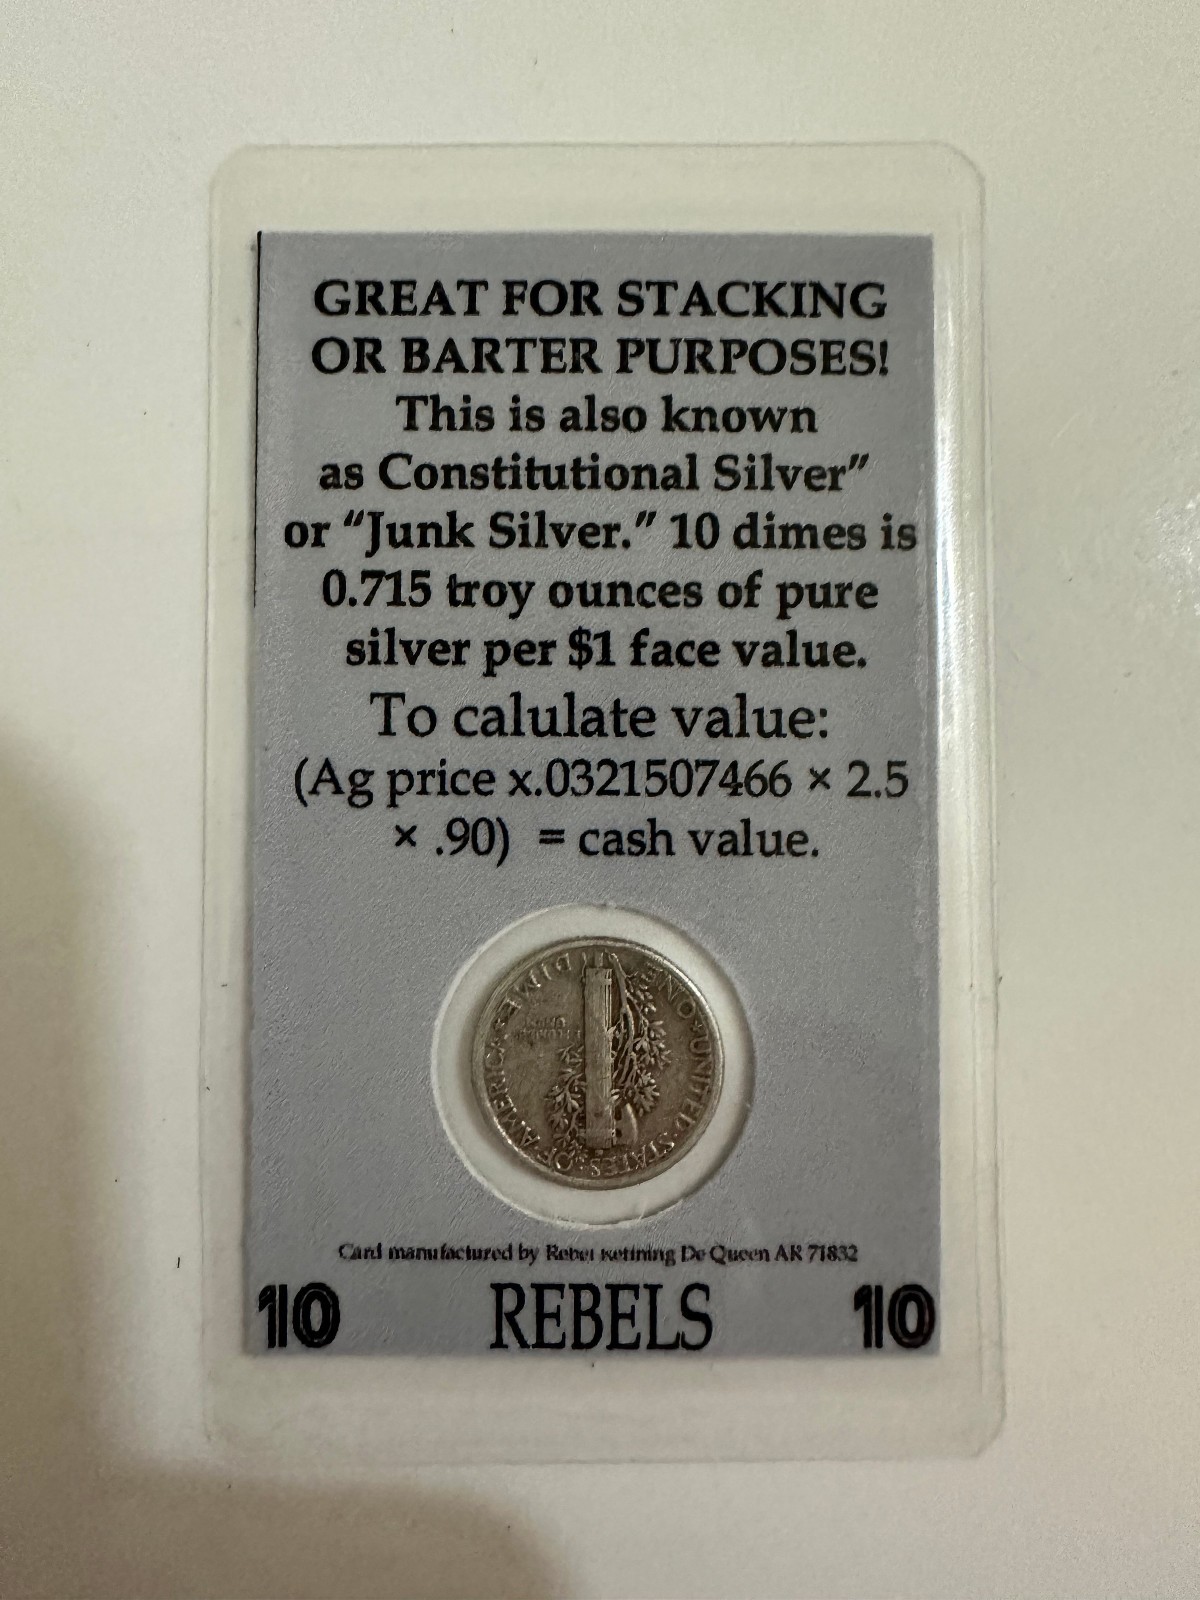 GREAT FOR STACKING
OR BARTER PURPOSES!
This is also known
as Constitutional Silver"
or "Junk Silver." 10 dimes is
0.715 troy ounces of pure
silver per $1 face value.
To calulate value:
(Ag price x.0321507466 × 2.5
× .90) = cash value.
ONE DIME
UNITED·STATES·OF·AMERICA
Card manufactured by Rebel Refining De Queen AR 71832
10 REBELS 10